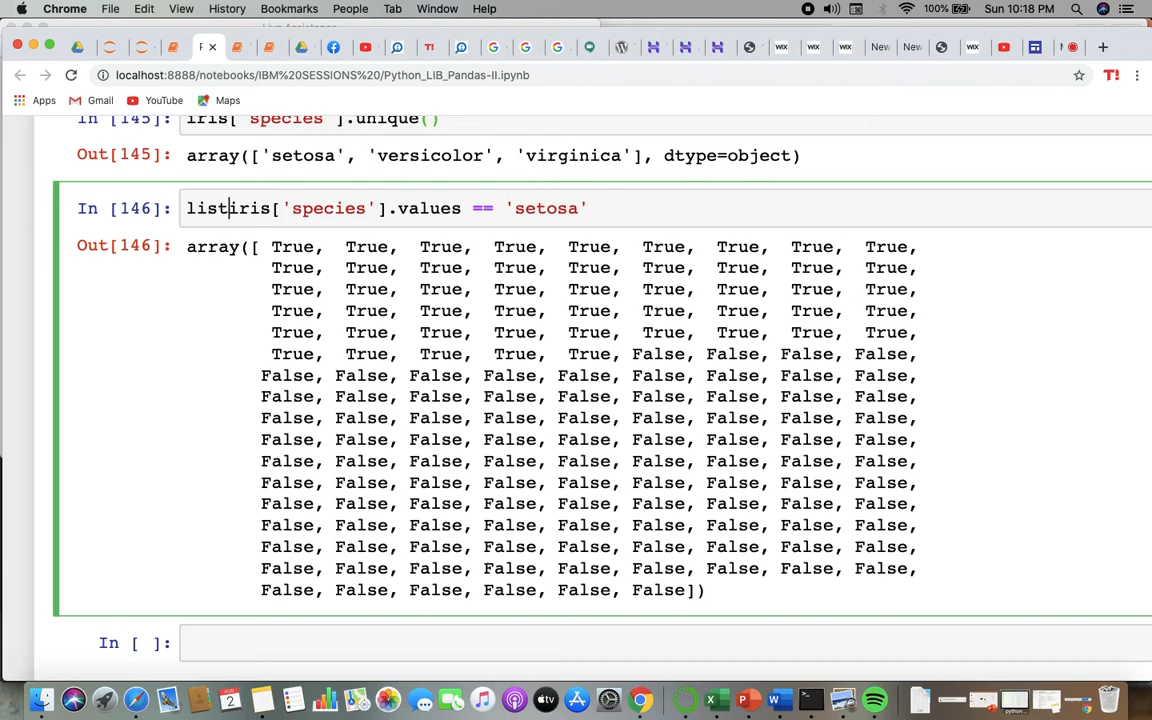 Chrome File Edit View History Bookmarks People Tab Window Help 100% Sun 10:18 PM
P × T! WIX WIX WIX New New WIX
localhost:8888/notebooks/IBM%20SESSIONS%20/Python_LIB_Pandas-II.ipynb T!
Apps Gmail YouTube Maps
In [145]: iris['species'].unique()
Out[145]: array(['setosa', 'versicolor', 'virginica'], dtype=object)
In [146]: listiris['species'].values == 'setosa'
Out[146]: array([ True, True, True, True, True, True, True, True, True,
True, True, True, True, True, True, True, True, True,
True, True, True, True, True, True, True, True, True,
True, True, True, True, True, True, True, True, True,
True, True, True, True, True, True, True, True, True,
True, True, True, True, True, False, False, False, False,
False, False, False, False, False, False, False, False, False,
False, False, False, False, False, False, False, False, False,
False, False, False, False, False, False, False, False, False,
False, False, False, False, False, False, False, False, False,
False, False, False, False, False, False, False, False, False,
False, False, False, False, False, False, False, False, False,
False, False, False, False, False, False, False, False, False,
False, False, False, False, False, False, False, False, False,
False, False, False, False, False, False, False, False, False,
False, False, False, False, False, False, False, False, False,
False, False, False, False, False, False])
In [ ]: